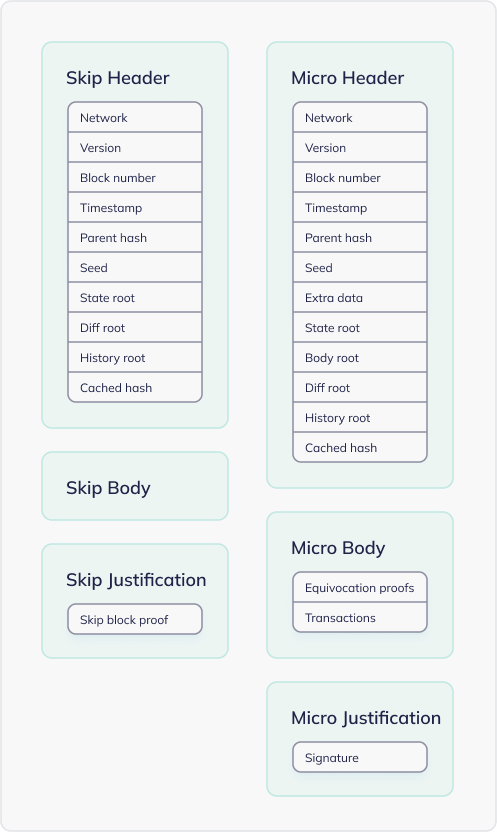 Skip Header
Network
Version
Block number
Timestamp
Parent hash
Seed
State root
Diff root
History root
Cached hash
Skip Body
Skip Justification
Skip block proof
Micro Header
Network
Version
Block number
Timestamp
Parent hash
Seed
Extra data
State root
Body root
Diff root
History root
Cached hash
Micro Body
Equivocation proofs
Transactions
Micro Justification
Signature